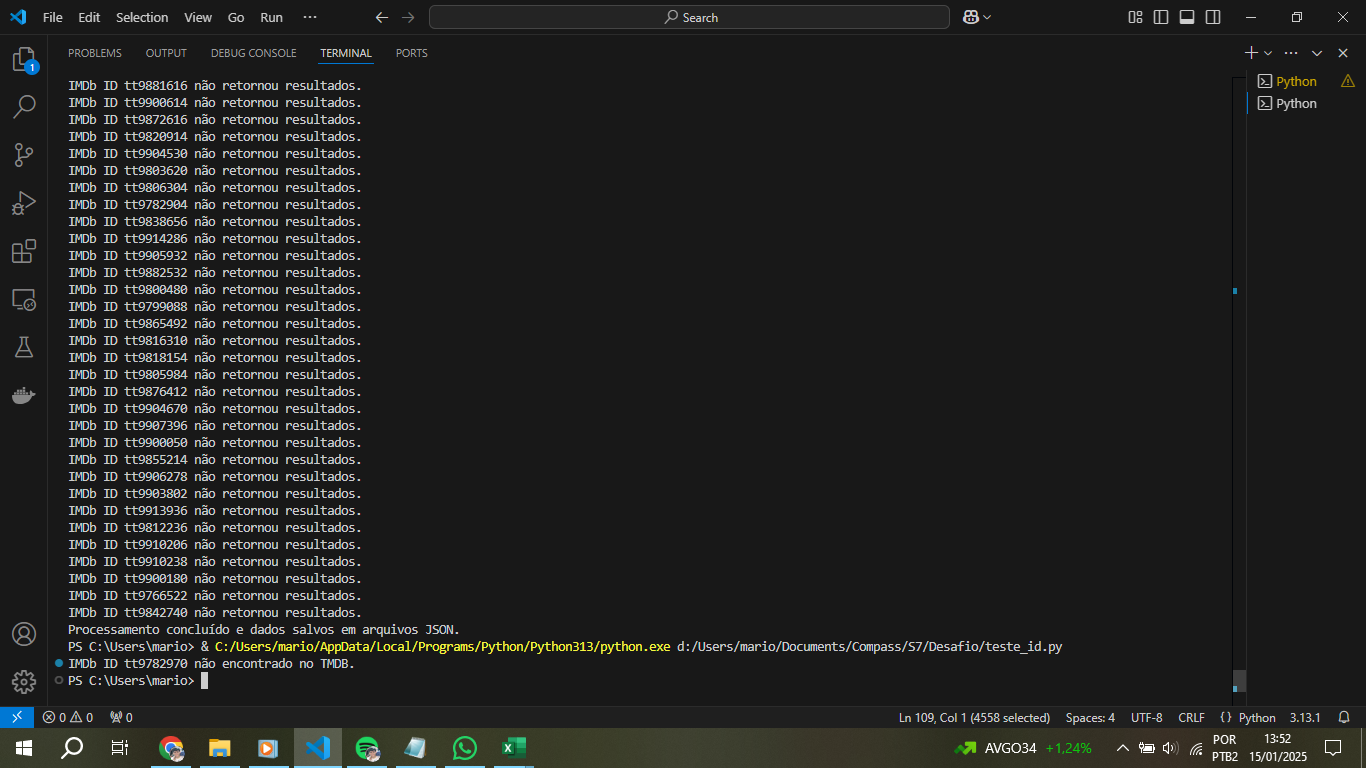 File Edit Selection View Go Run ··· Search
PROBLEMS OUTPUT DEBUG CONSOLE TERMINAL PORTS
1
Python
Python
IMDb ID tt9881616 não retornou resultados.
IMDb ID tt9900614 não retornou resultados.
IMDb ID tt9872616 não retornou resultados.
IMDb ID tt9820914 não retornou resultados.
IMDb ID tt9904530 não retornou resultados.
IMDb ID tt9803620 não retornou resultados.
IMDb ID tt9806304 não retornou resultados.
IMDb ID tt9782904 não retornou resultados.
IMDb ID tt9838656 não retornou resultados.
IMDb ID tt9914286 não retornou resultados.
IMDb ID tt9905932 não retornou resultados.
IMDb ID tt9882532 não retornou resultados.
IMDb ID tt9800480 não retornou resultados.
IMDb ID tt9799088 não retornou resultados.
IMDb ID tt9865492 não retornou resultados.
IMDb ID tt9816310 não retornou resultados.
IMDb ID tt9818154 não retornou resultados.
IMDb ID tt9805984 não retornou resultados.
IMDb ID tt9876412 não retornou resultados.
IMDb ID tt9904670 não retornou resultados.
IMDb ID tt9907396 não retornou resultados.
IMDb ID tt9900050 não retornou resultados.
IMDb ID tt9855214 não retornou resultados.
IMDb ID tt9906278 não retornou resultados.
IMDb ID tt9903802 não retornou resultados.
IMDb ID tt9913936 não retornou resultados.
IMDb ID tt9812236 não retornou resultados.
IMDb ID tt9910206 não retornou resultados.
IMDb ID tt9910238 não retornou resultados.
IMDb ID tt9900180 não retornou resultados.
IMDb ID tt9766522 não retornou resultados.
IMDb ID tt9842740 não retornou resultados.
Processamento concluído e dados salvos em arquivos JSON.
PS C:\Users\mario> & C:/Users/mario/AppData/Local/Programs/Python/Python313/python.exe d:/Users/mario/Documents/Compass/S7/Desafio/teste_id.py
IMDb ID tt9782970 não encontrado no TMDB.
PS C:\Users\mario>
0 0 0 Ln 109, Col 1 (4558 selected) Spaces: 4 UTF-8 CRLF { } Python 3.13.1
AVGO34 +1,24% POR 13:52
PTB2 15/01/2025